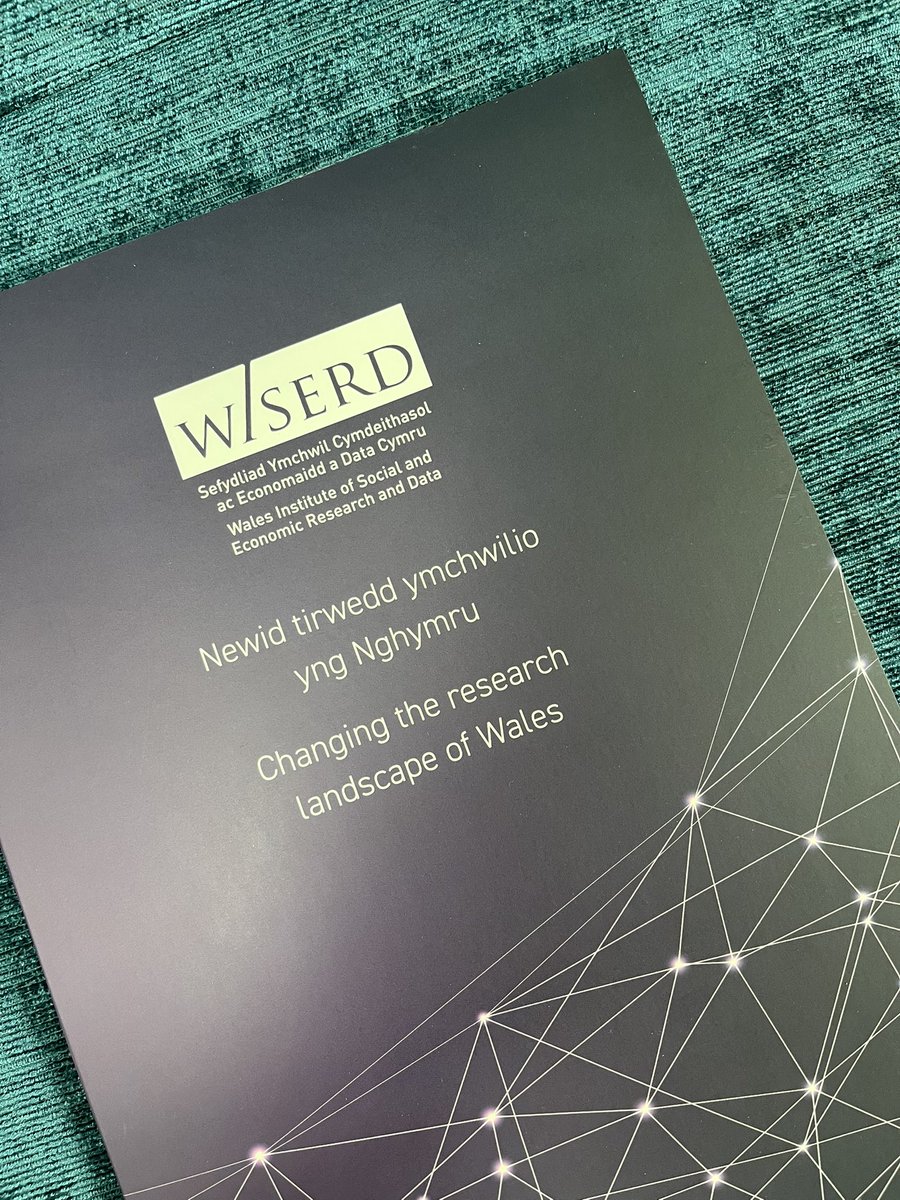 WISERD
Sefydliad Ymchwil Cymdeithasol
ac Economaidd a Data Cymru
Wales Institute of Social and
Economic Research and Data
Newid tirwedd ymchwilio
yng Nghymru
Changing the research
landscape of Wales